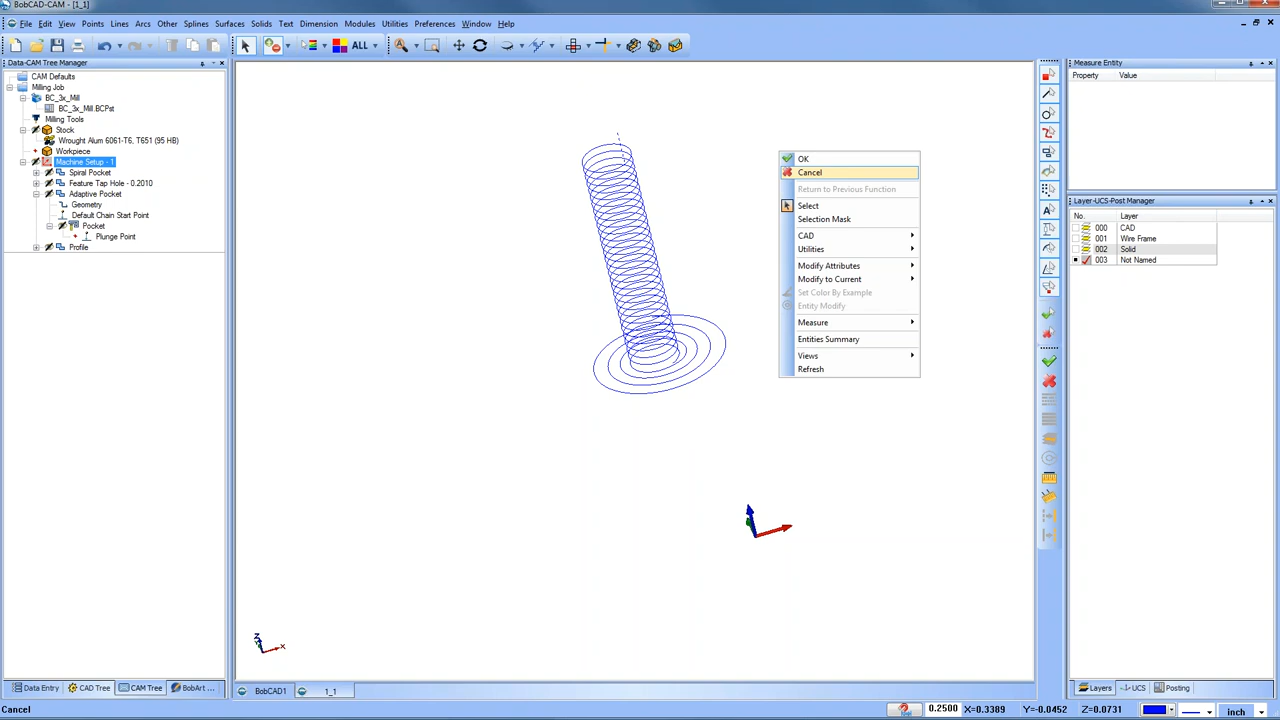 BobCAD-CAM - [1_1]
File Edit View Points Lines Arcs Other Splines Surfaces Solids Text Dimension Modules Utilities Preferences Window Help
ALL
Data-CAM Tree Manager
CAM Defaults
Milling Job
BC_3x_Mill
BC_3x_Mill.BCPst
Milling Tools
Stock
Wrought Alum 6061-T6, T651 (95 HB)
Workpiece
Machine Setup - 1
Spiral Pocket
Feature Tap Hole - 0.2010
Adaptive Pocket
Geometry
Default Chain Start Point
Pocket
Plunge Point
Profile
OK
Cancel
Return to Previous Function
Select
Selection Mask
CAD
Utilities
Modify Attributes
Modify to Current
Set Color By Example
Entity Modify
Measure
Entities Summary
Views
Refresh
Z
X
Measure Entity
Property Value
Layer-UCS-Post Manager
No. Layer
000 CAD
001 Wire Frame
002 Solid
003 Not Named
Data Entry CAD Tree CAM Tree BobArt ...
BobCAD1 1_1
Layers UCS Posting
Cancel
0.2500 X=0.3389 Y=-0.0452 Z=0.0731 inch